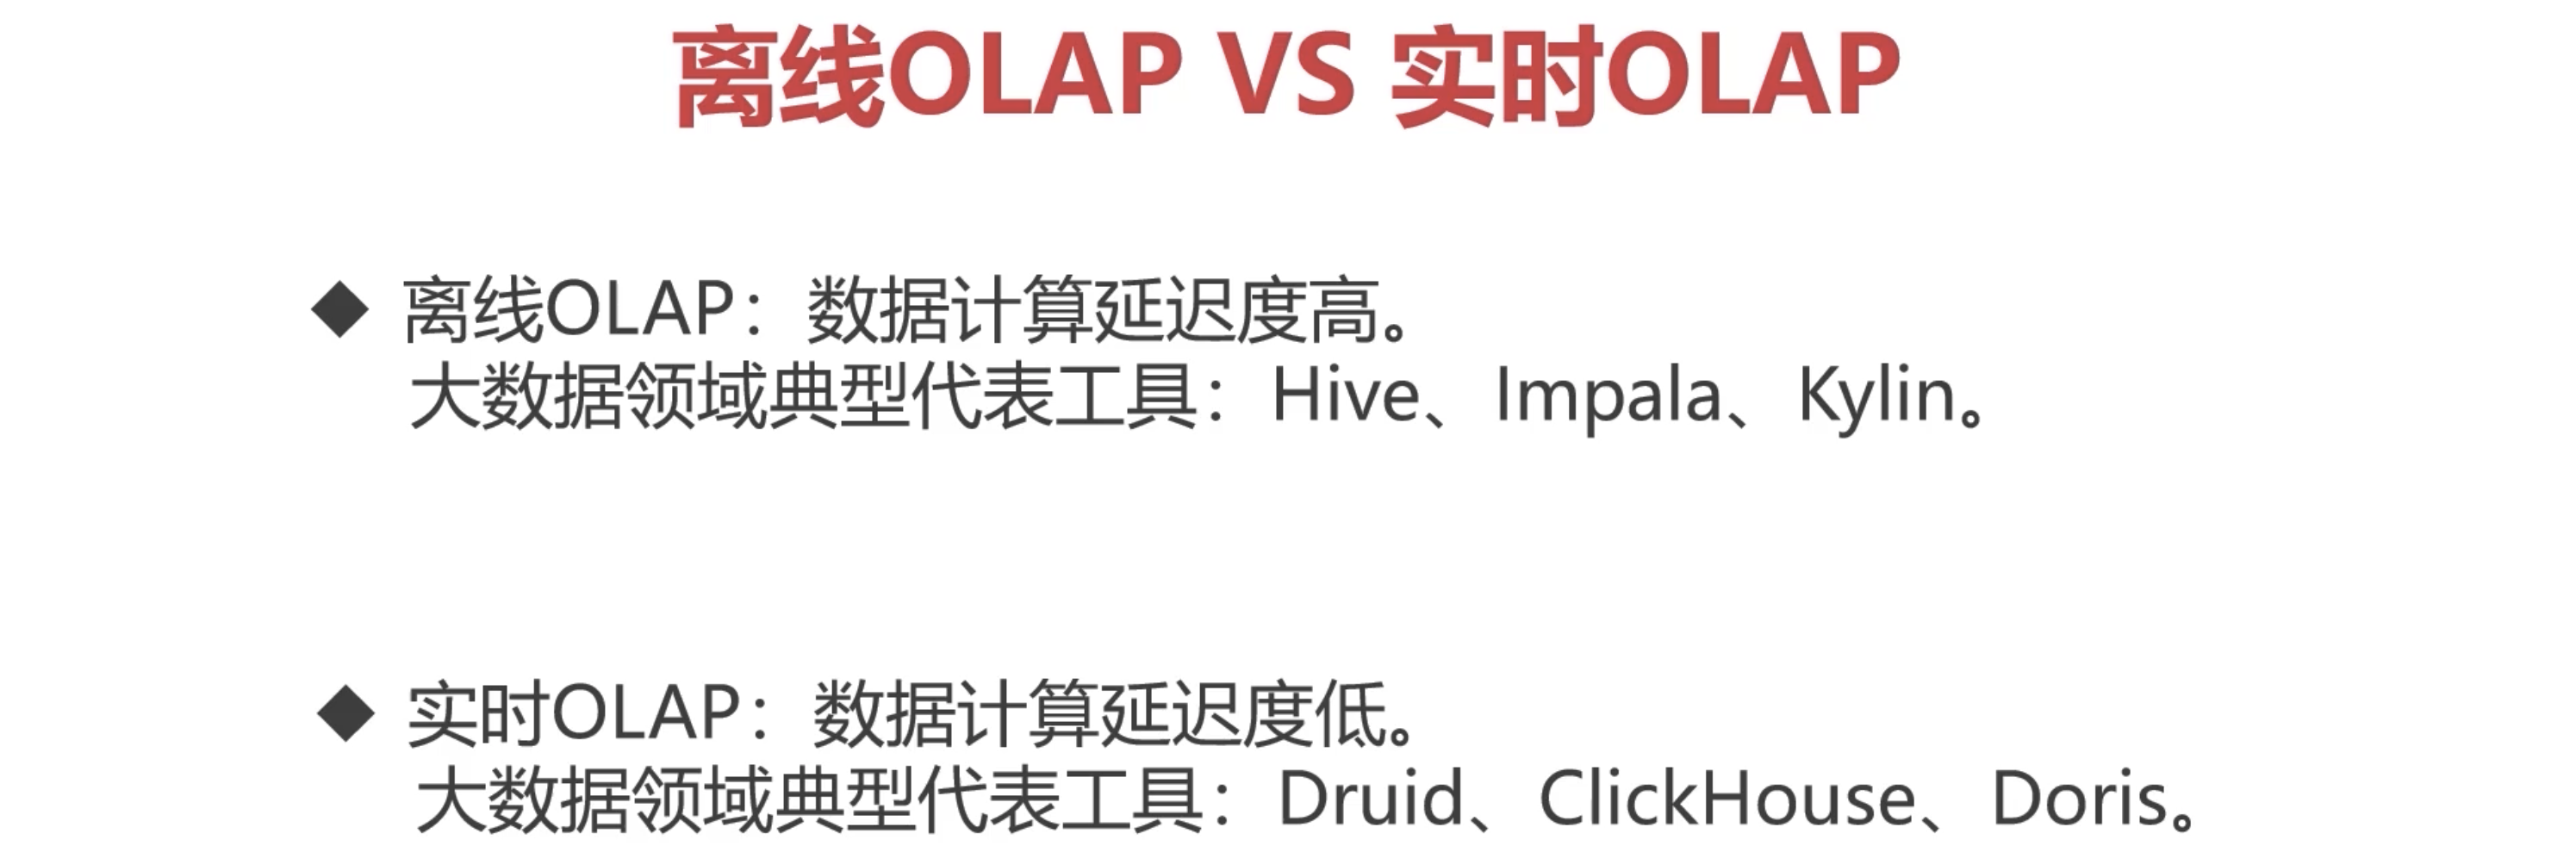 离线OLAP VS 实时OLAP
◆ 离线OLAP：数据计算延迟度高。
大数据领域典型代表工具：Hive、Impala、Kylin。
◆ 实时OLAP：数据计算延迟度低。
大数据领域典型代表工具：Druid、ClickHouse、Doris。